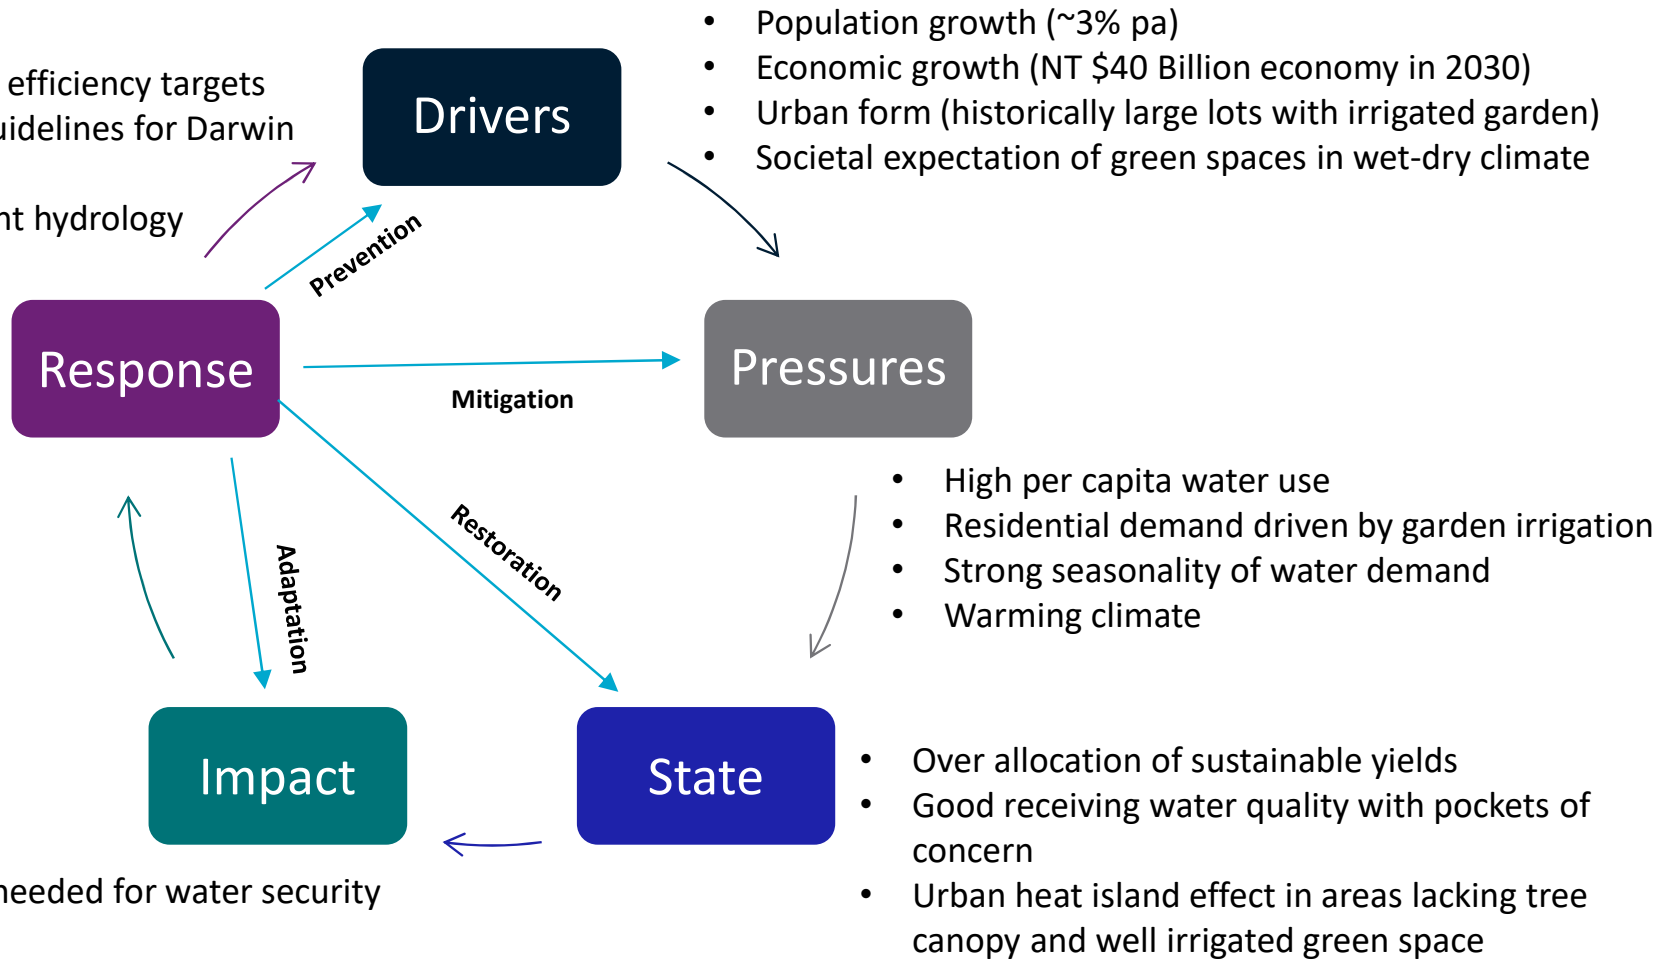 • Population growth (~3% pa)
• Economic growth (NT $40 Billion economy in 2030)
• Urban form (historically large lots with irrigated garden)
• Societal expectation of green spaces in wet-dry climate
efficiency targets
uidelines for Darwin
nt hydrology
Drivers
Prevention
Response
Mitigation
Pressures
• High per capita water use
• Residential demand driven by garden irrigation
• Strong seasonality of water demand
• Warming climate
Restoration
Adaptation
Impact
State
• Over allocation of sustainable yields
• Good receiving water quality with pockets of
concern
• Urban heat island effect in areas lacking tree
canopy and well irrigated green space
needed for water security